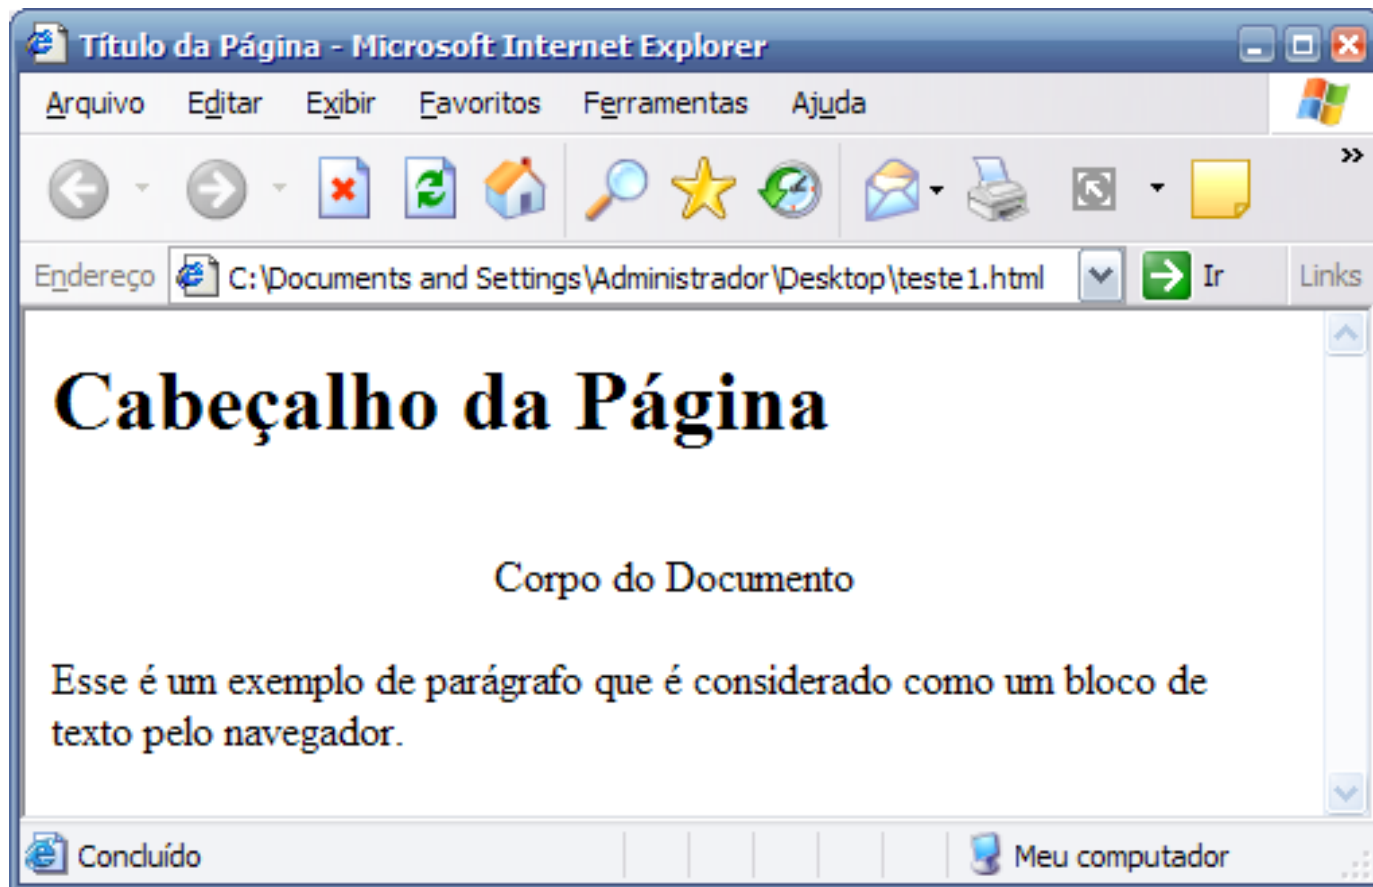 Título da Página - Microsoft Internet Explorer
Arquivo Editar Exibir Favoritos Ferramentas Ajuda
»
Endereço C:\Documents and Settings\Administrador\Desktop\teste1.html Ir Links
Cabeçalho da Página
Corpo do Documento
Esse é um exemplo de parágrafo que é considerado como um bloco de
texto pelo navegador.
Concluído Meu computador